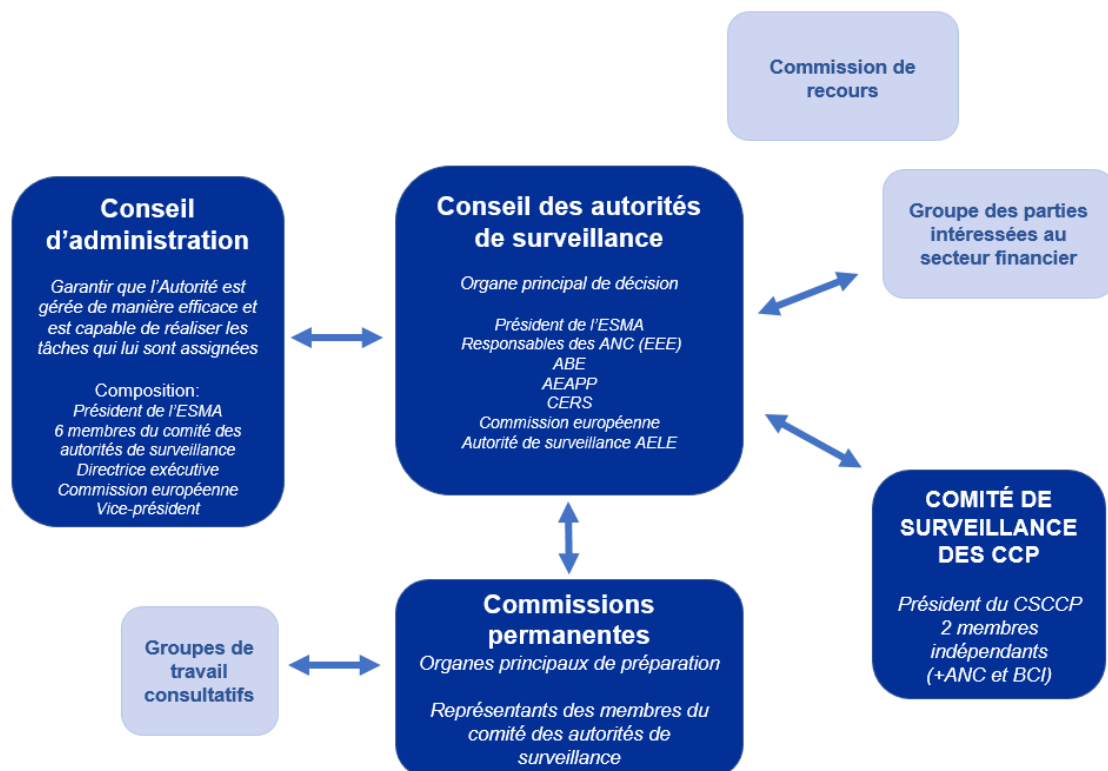 Commission de
recours
Conseil
d’administration
Garantir que l’Autorité est
gérée de manière efficace et
est capable de réaliser les
tâches qui lui sont assignées
Composition:
Président de l’ESMA
6 membres du comité des
autorités de surveillance
Directrice exécutive
Commission européenne
Vice-président
Conseil des autorités
de surveillance
Organe principal de décision
Président de l’ESMA
Responsables des ANC (EEE)
ABE
AEAPP
CERS
Commission européenne
Autorité de surveillance AELE
Groupe des parties
intéressées au
secteur financier
COMITÉ DE
SURVEILLANCE
DES CCP
Président du CSCCP
2 membres
indépendants
(+ANC et BCI)
Groupes de
travail
consultatifs
Commissions
permanentes
Organes principaux de préparation
Représentants des membres du
comité des autorités de
surveillance